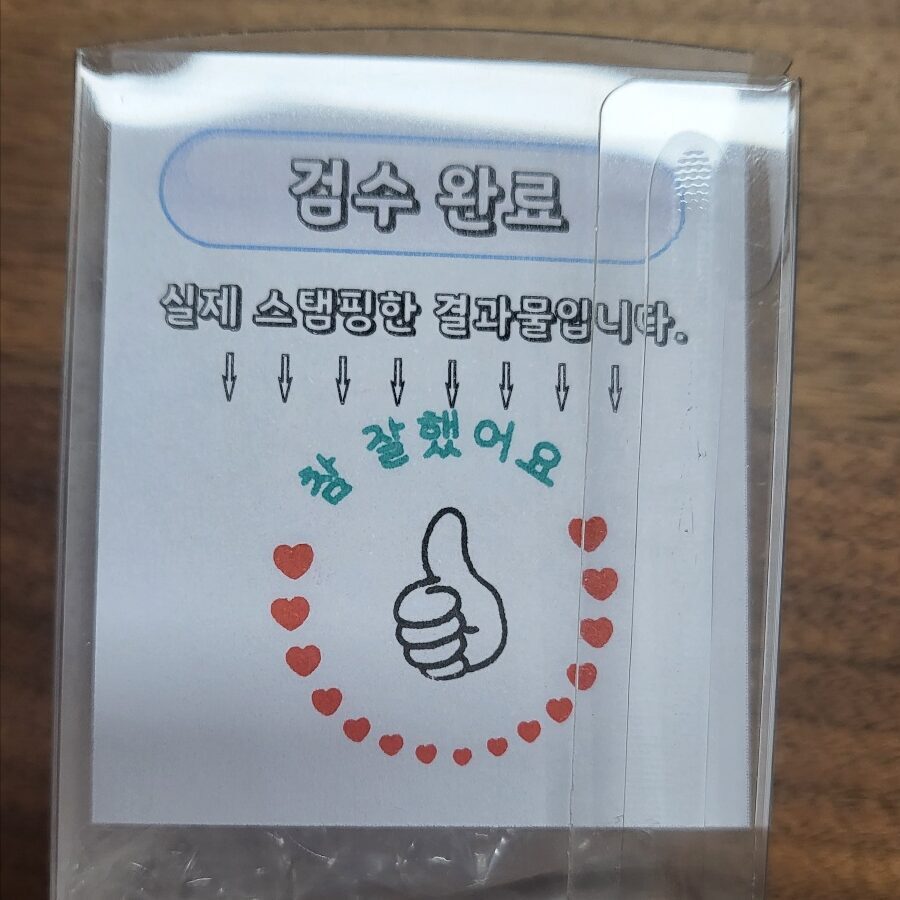 검수 완료
실제 스탬핑한 결과물입니다.
참 잘했어요